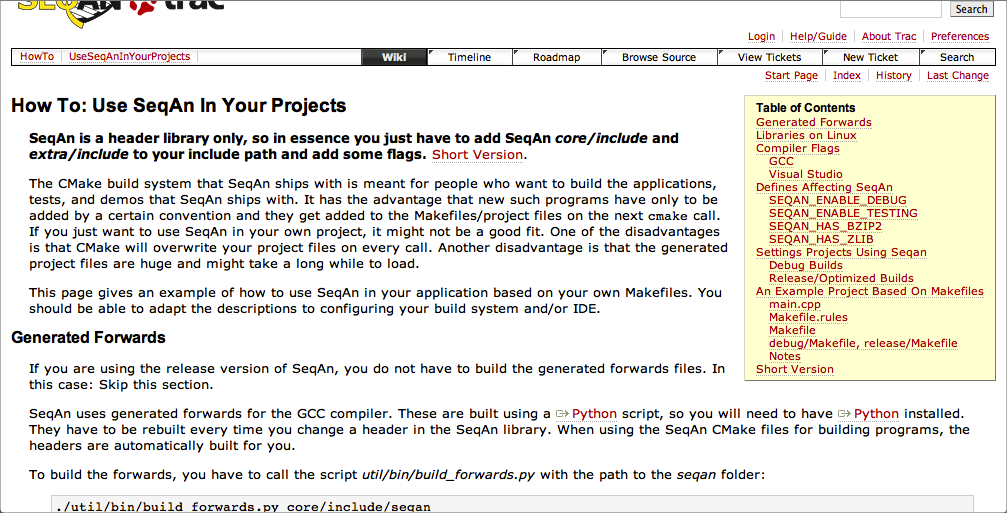 SEQAN trac
Search
Login Help/Guide About Trac Preferences
HowTo UseSeqAnInYourProjects Wiki Timeline Roadmap Browse Source View Tickets New Ticket Search
Start Page Index History Last Change
How To: Use SeqAn In Your Projects
SeqAn is a header library only, so in essence you just have to add SeqAn core/include and
extra/include to your include path and add some flags. Short Version.
The CMake build system that SeqAn ships with is meant for people who want to build the applications,
tests, and demos that SeqAn ships with. It has the advantage that new such programs have only to be
added by a certain convention and they get added to the Makefiles/project files on the next cmake call.
If you just want to use SeqAn in your own project, it might not be a good fit. One of the disadvantages
is that CMake will overwrite your project files on every call. Another disadvantage is that the generated
project files are huge and might take a long while to load.
This page gives an example of how to use SeqAn in your application based on your own Makefiles. You
should be able to adapt the descriptions to configuring your build system and/or IDE.
Table of Contents
Generated Forwards
Libraries on Linux
Compiler Flags
GCC
Visual Studio
Defines Affecting SeqAn
SEQAN_ENABLE_DEBUG
SEQAN_ENABLE_TESTING
SEQAN_HAS_BZIP2
SEQAN_HAS_ZLIB
Settings Projects Using Seqan
Debug Builds
Release/Optimized Builds
An Example Project Based On Makefiles
main.cpp
Makefile.rules
Makefile
debug/Makefile, release/Makefile
Notes
Short Version
Generated Forwards
If you are using the release version of SeqAn, you do not have to build the generated forwards files. In
this case: Skip this section.
SeqAn uses generated forwards for the GCC compiler. These are built using a Python script, so you will need to have Python installed.
They have to be rebuilt every time you change a header in the SeqAn library. When using the SeqAn CMake files for building programs, the
headers are automatically built for you.
To build the forwards, you have to call the script util/bin/build_forwards.py with the path to the seqan folder:
./util/bin/build_forwards.py core/include/seqan